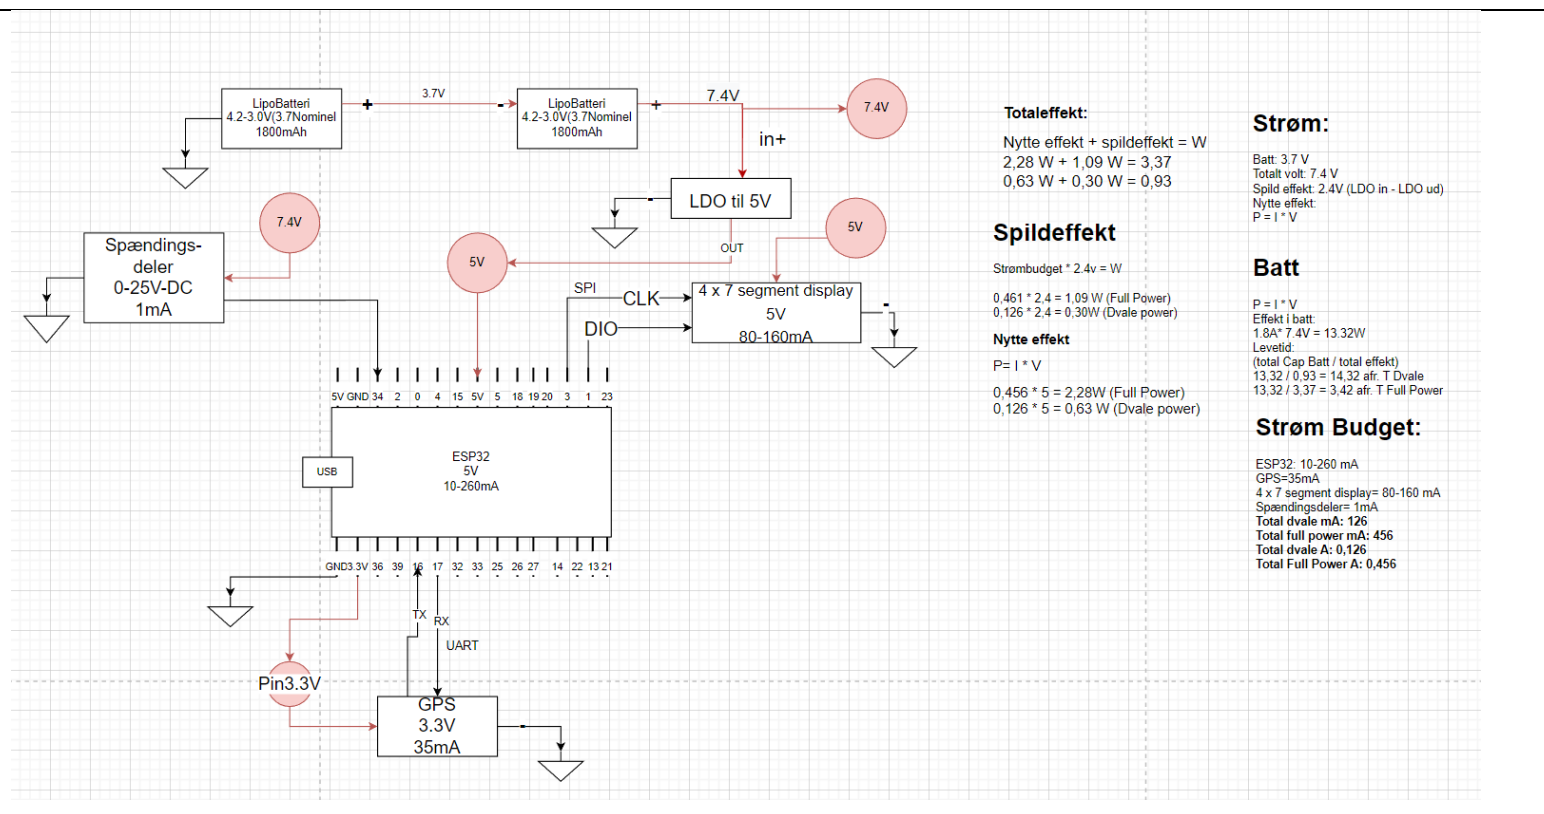 LipoBatteri
4.2-3.0V(3.7Nominel
1800mAh
+
3.7V
-
LipoBatteri
4.2-3.0V(3.7Nominel
1800mAh
+
7.4V
7.4V
in+
LDO til 5V
-
OUT
7.4V
Spændings-
deler
0-25V-DC
1mA
5V
5V
SPI
CLK
DIO
4 x 7 segment display
5V
80-160mA
-
5V GND 34 2 0 4 15 5V 5 18 19 20 3 1 23
USB
ESP32
5V
10-260mA
GND 3.3V 36 39 16 17 32 33 25 26 27 14 22 13 21
TX
RX
UART
Pin3.3V
GPS
3.3V
35mA
-
Totaleffekt:
Nytte effekt + spildeffekt = W
2,28 W + 1,09 W = 3,37
0,63 W + 0,30 W = 0,93
Spildeffekt
Strømbudget * 2.4v = W
0,461 * 2,4 = 1,09 W (Full Power)
0,126 * 2,4 = 0,30W (Dvale power)
Nytte effekt
P= I * V
0,456 * 5 = 2,28W (Full Power)
0,126 * 5 = 0,63 W (Dvale power)
Strøm:
Batt: 3.7 V
Totalt volt: 7.4 V
Spild effekt: 2.4V (LDO in - LDO ud)
Nytte effekt:
P = I * V
Batt
P = I * V
Effekt i batt:
1.8A* 7.4V = 13.32W
Levetid:
(total Cap Batt / total effekt)
13,32 / 0,93 = 14,32 afr. T Dvale
13,32 / 3,37 = 3,42 afr. T Full Power
Strøm Budget:
ESP32: 10-260 mA
GPS=35mA
4 x 7 segment display= 80-160 mA
Spændingsdeler= 1mA
Total dvale mA: 126
Total full power mA: 456
Total dvale A: 0,126
Total Full Power A: 0,456